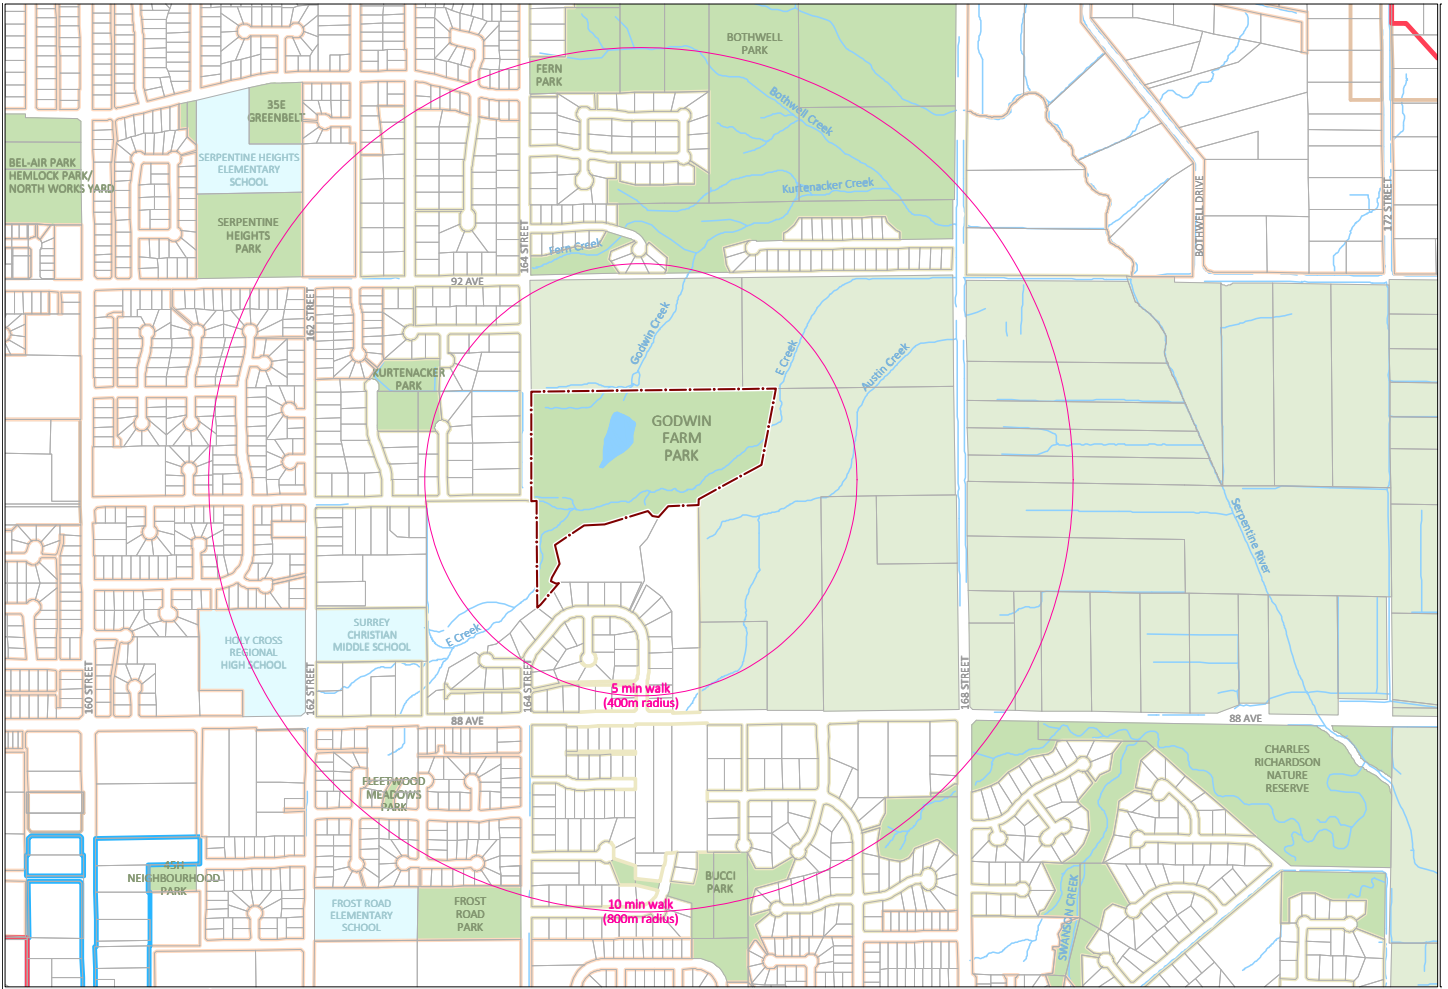 BOTHWELL
PARK
FERN
PARK
35E
GREENBELT
Bothwell Creek
SERPENTINE HEIGHTS
ELEMENTARY
SCHOOL
BEL-AIR PARK
HEMLOCK PARK/
NORTH WORKS YARD
Kurtenacker Creek
SERPENTINE
HEIGHTS
PARK
164 STREET
Fern Creek
BOTHWELL DRIVE
172 STREET
92 AVE
162 STREET
Godwin Creek
E Creek
Austin Creek
KURTENACKER
PARK
GODWIN
FARM
PARK
Serpentine River
HOLY CROSS
REGIONAL
HIGH SCHOOL
SURREY
CHRISTIAN
MIDDLE SCHOOL
E Creek
160 STREET
162 STREET
164 STREET
168 STREET
5 min walk
(400m radius)
88 AVE
88 AVE
CHARLES
RICHARDSON
NATURE
RESERVE
FLEETWOOD
MEADOWS
PARK
45H
NEIGHBOURHOOD
PARK
BUCCI
PARK
FROST ROAD
ELEMENTARY
SCHOOL
FROST
ROAD
PARK
10 min walk
(800m radius)
SWANSON CREEK